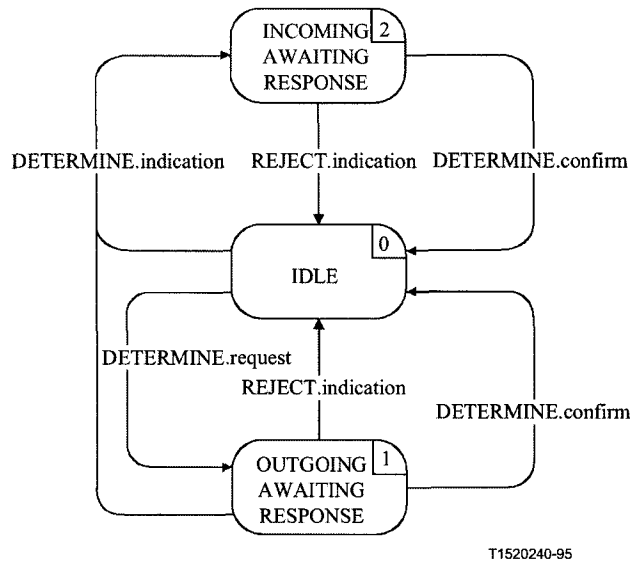 INCOMING 2
AWAITING
RESPONSE
DETERMINE.indication REJECT.indication DETERMINE.confirm
0
IDLE
DETERMINE.request
REJECT.indication
DETERMINE.confirm
OUTGOING 1
AWAITING
RESPONSE
T1520240-95